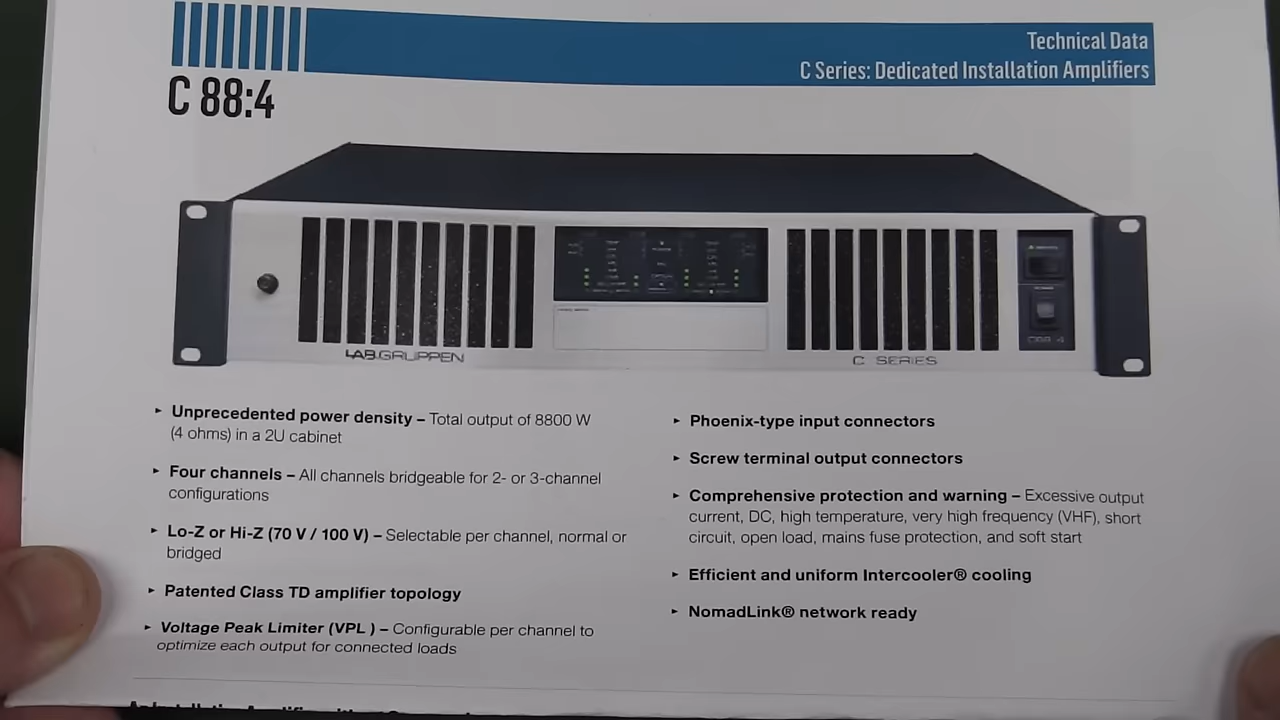 Technical Data
C Series: Dedicated Installation Amplifiers
C 88:4
LAB.GRUPPEN
C SERIES
▸ Unprecedented power density – Total output of 8800 W
(4 ohms) in a 2U cabinet
▸ Four channels – All channels bridgeable for 2- or 3-channel
configurations
▸ Lo-Z or Hi-Z (70 V / 100 V) – Selectable per channel, normal or
bridged
▸ Patented Class TD amplifier topology
▸ Voltage Peak Limiter (VPL ) – Configurable per channel to
optimize each output for connected loads
▸ Phoenix-type input connectors
▸ Screw terminal output connectors
▸ Comprehensive protection and warning – Excessive output
current, DC, high temperature, very high frequency (VHF), short
circuit, open load, mains fuse protection, and soft start
▸ Efficient and uniform Intercooler® cooling
▸ NomadLink® network ready